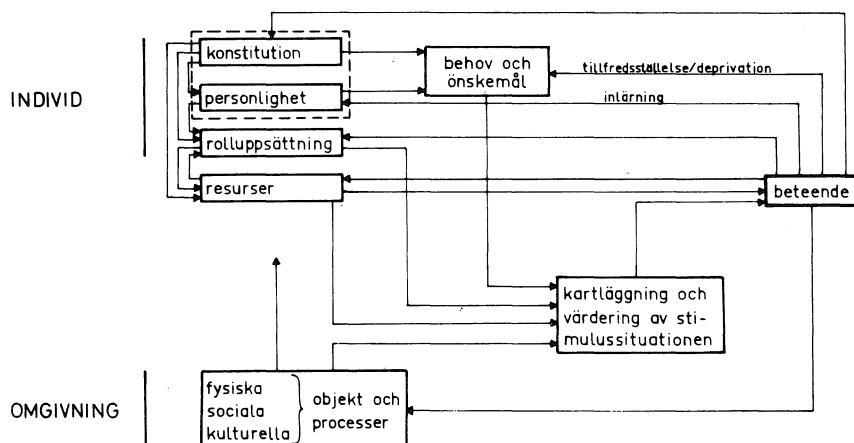 konstitution
behov och
önskemål
tillfredsställelse/deprivation
INDIVID
personlighet
inlärning
rolluppsättning
resurser
beteende
kartläggning och
värdering av sti-
mulussituationen
OMGIVNING
fysiska
sociala
kulturella
objekt och
processer